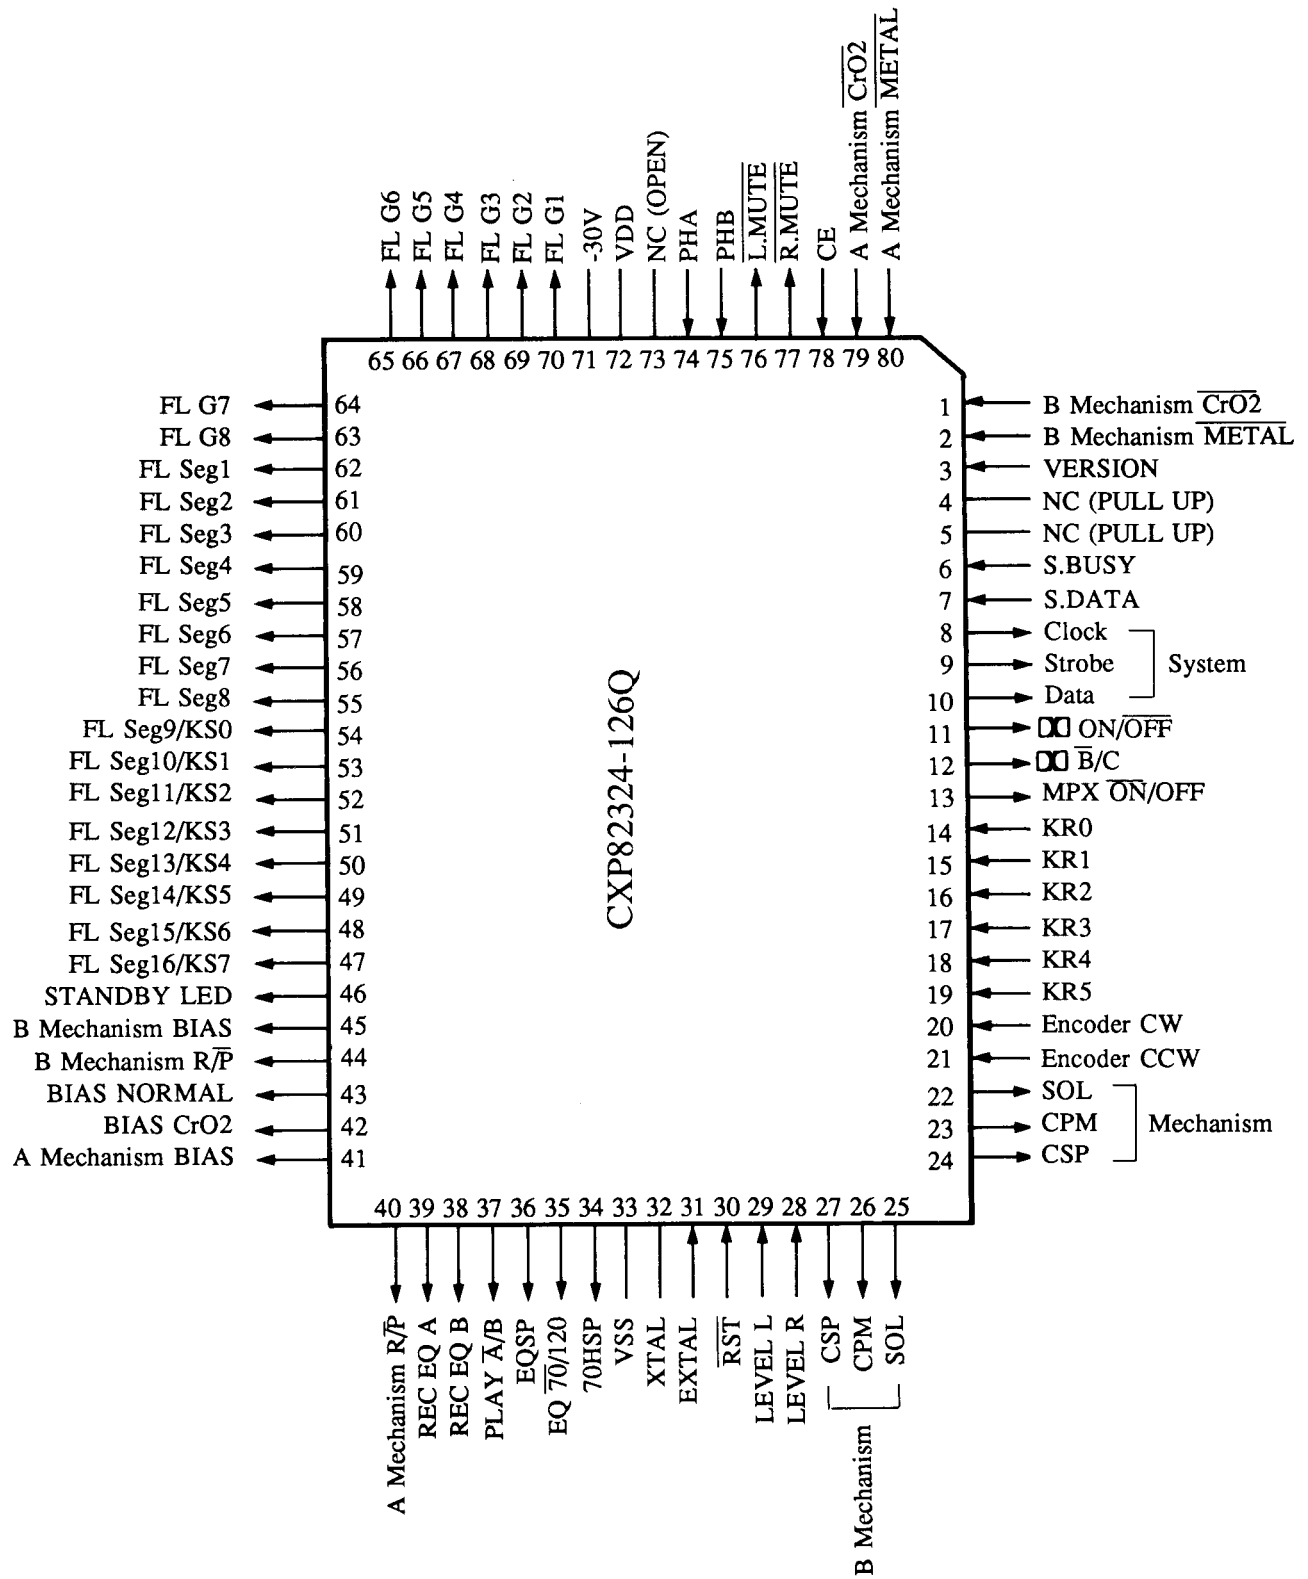 A Mechanism C̅r̅O̅2̅
A Mechanism M̅E̅T̅A̅L̅
FL G6
FL G5
FL G4
FL G3
FL G2
FL G1
-30V
VDD
NC (OPEN)
PHA
PHB
L̅.̅M̅U̅T̅E̅
R̅.̅M̅U̅T̅E̅
CE
65 66 67 68 69 70 71 72 73 74 75 76 77 78 79 80
FL G7 64
FL G8 63
FL Seg1 62
FL Seg2 61
FL Seg3 60
FL Seg4 59
FL Seg5 58
FL Seg6 57
FL Seg7 56
FL Seg8 55
FL Seg9/KS0 54
FL Seg10/KS1 53
FL Seg11/KS2 52
FL Seg12/KS3 51
FL Seg13/KS4 50
FL Seg14/KS5 49
FL Seg15/KS6 48
FL Seg16/KS7 47
STANDBY LED 46
B Mechanism BIAS 45
B Mechanism R/P̅ 44
BIAS NORMAL 43
BIAS CrO2 42
A Mechanism BIAS 41
CXP82324-126Q
1 B Mechanism C̅r̅O̅2̅
2 B Mechanism M̅E̅T̅A̅L̅
3 VERSION
4 NC (PULL UP)
5 NC (PULL UP)
6 S.BUSY
7 S.DATA
8 Clock
9 Strobe
10 Data
System
11 ON/O̅F̅F̅
12 B̅/C
13 MPX O̅N̅/OFF
14 KR0
15 KR1
16 KR2
17 KR3
18 KR4
19 KR5
20 Encoder CW
21 Encoder CCW
22 SOL
23 CPM
24 CSP
Mechanism
40 39 38 37 36 35 34 33 32 31 30 29 28 27 26 25
A Mechanism R/P̅
REC EQ A
REC EQ B
PLAY A̅/B
EQSP
EQ 7̅0̅/120
70HSP
VSS
XTAL
EXTAL
R̅S̅T̅
LEVEL L
LEVEL R
CSP
CPM
SOL
B Mechanism